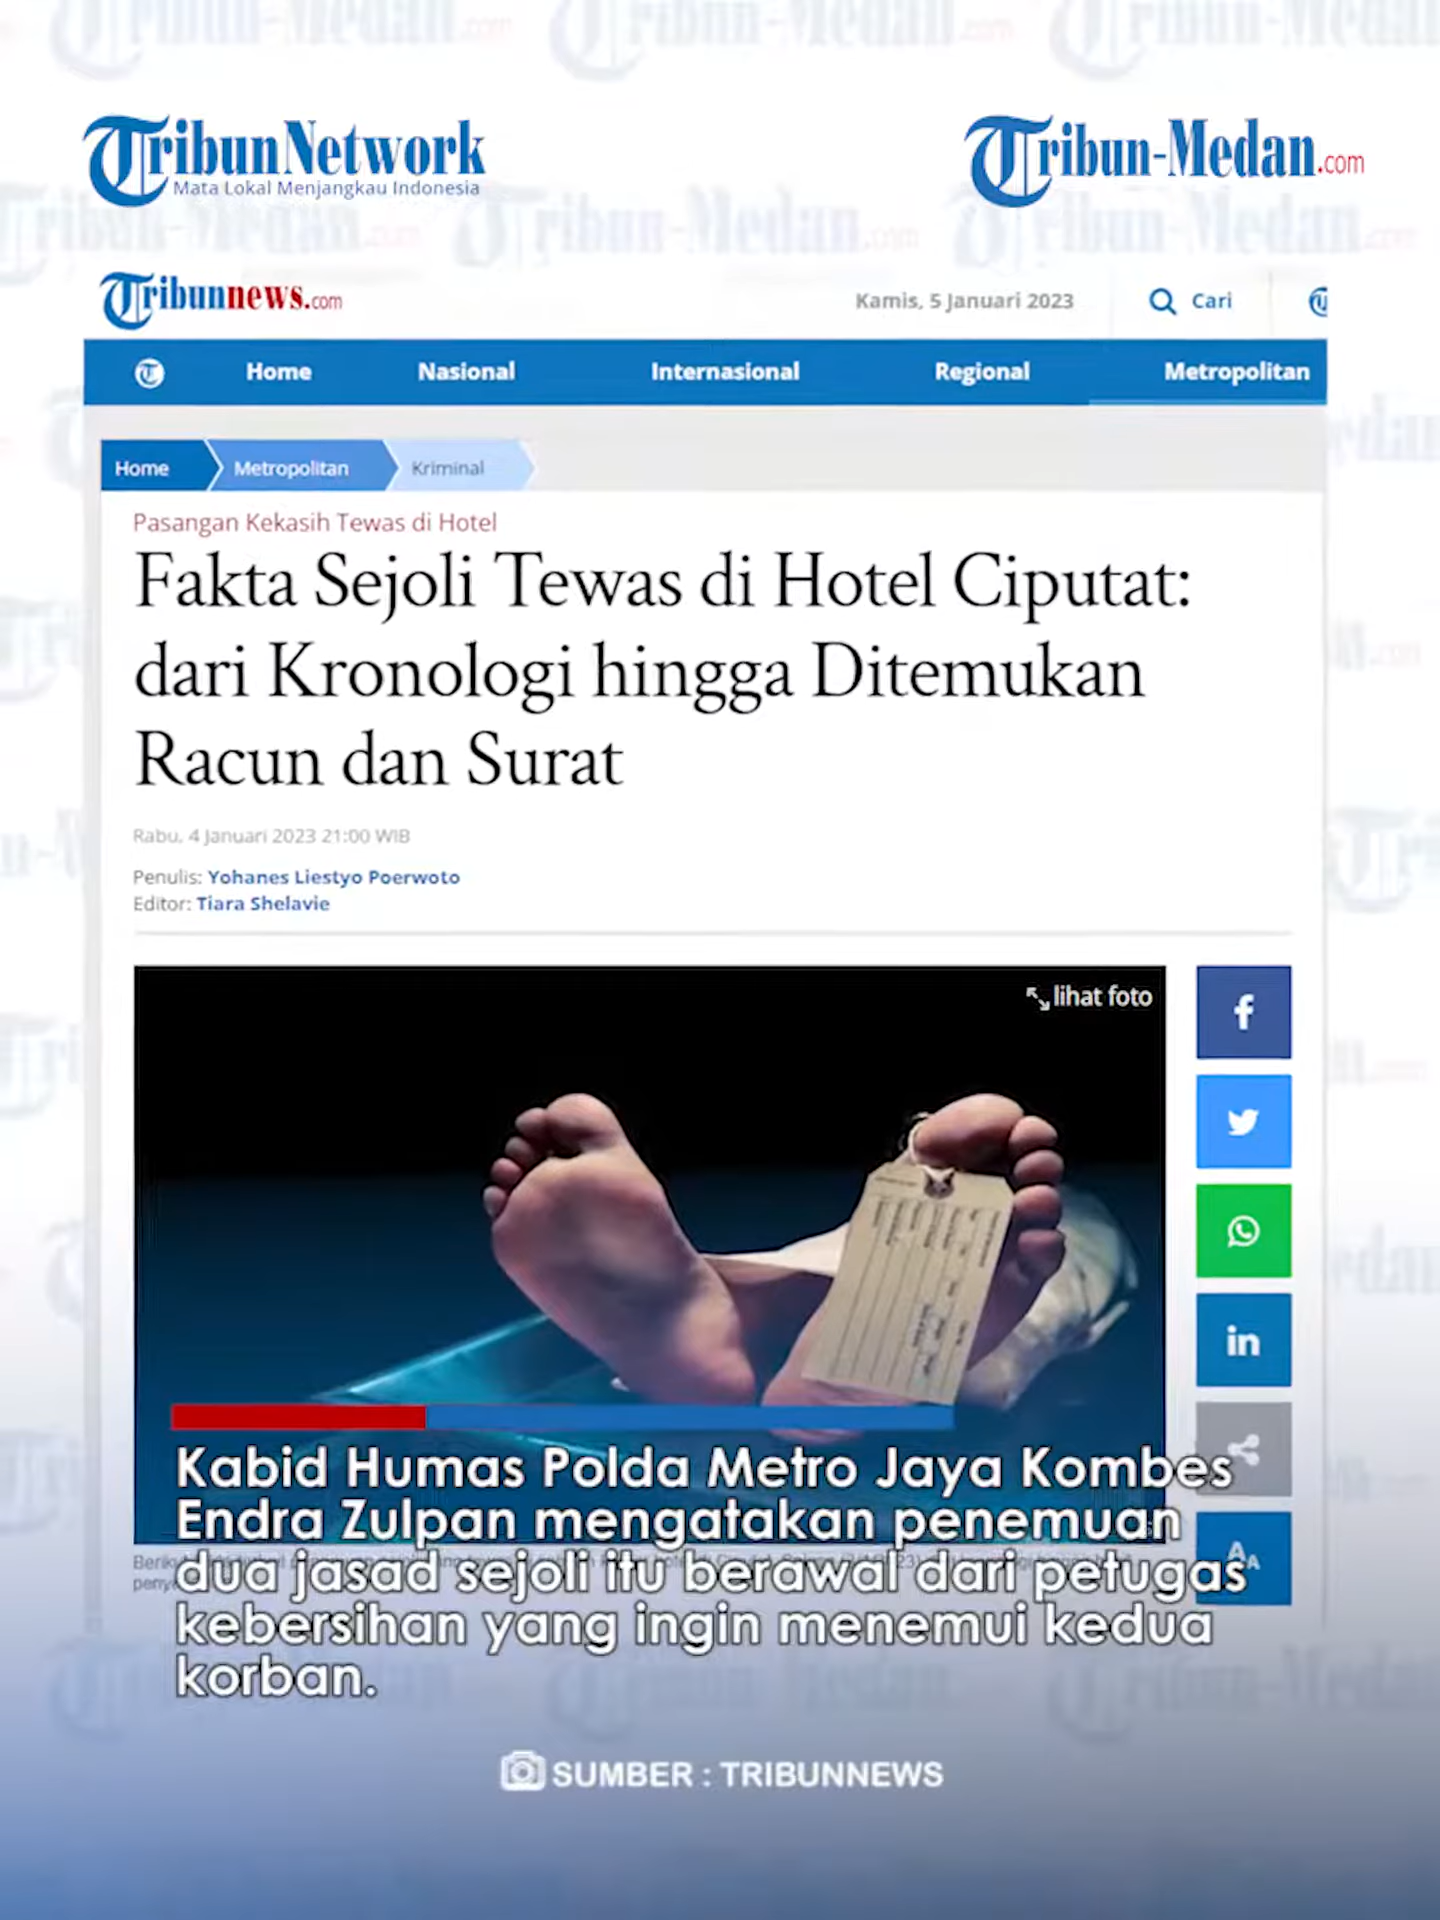 Tribun Network
Mata Lokal Menjangkau Indonesia
Tribun-Medan.com
Tribunnews.com
Kamis, 5 Januari 2023
Cari
Home
Nasional
Internasional
Regional
Metropolitan
Home
Metropolitan
Kriminal
Pasangan Kekasih Tewas di Hotel
Fakta Sejoli Tewas di Hotel Ciputat:
dari Kronologi hingga Ditemukan
Racun dan Surat
Rabu, 4 Januari 2023 21:00 WIB
Penulis: Yohanes Liestyo Poerwoto
Editor: Tiara Shelavie
lihat foto
Kabid Humas Polda Metro Jaya Kombes
Endra Zulpan mengatakan penemuan
dua jasad sejoli itu berawal dari petugas
kebersihan yang ingin menemui kedua
korban.
SUMBER : TRIBUNNEWS